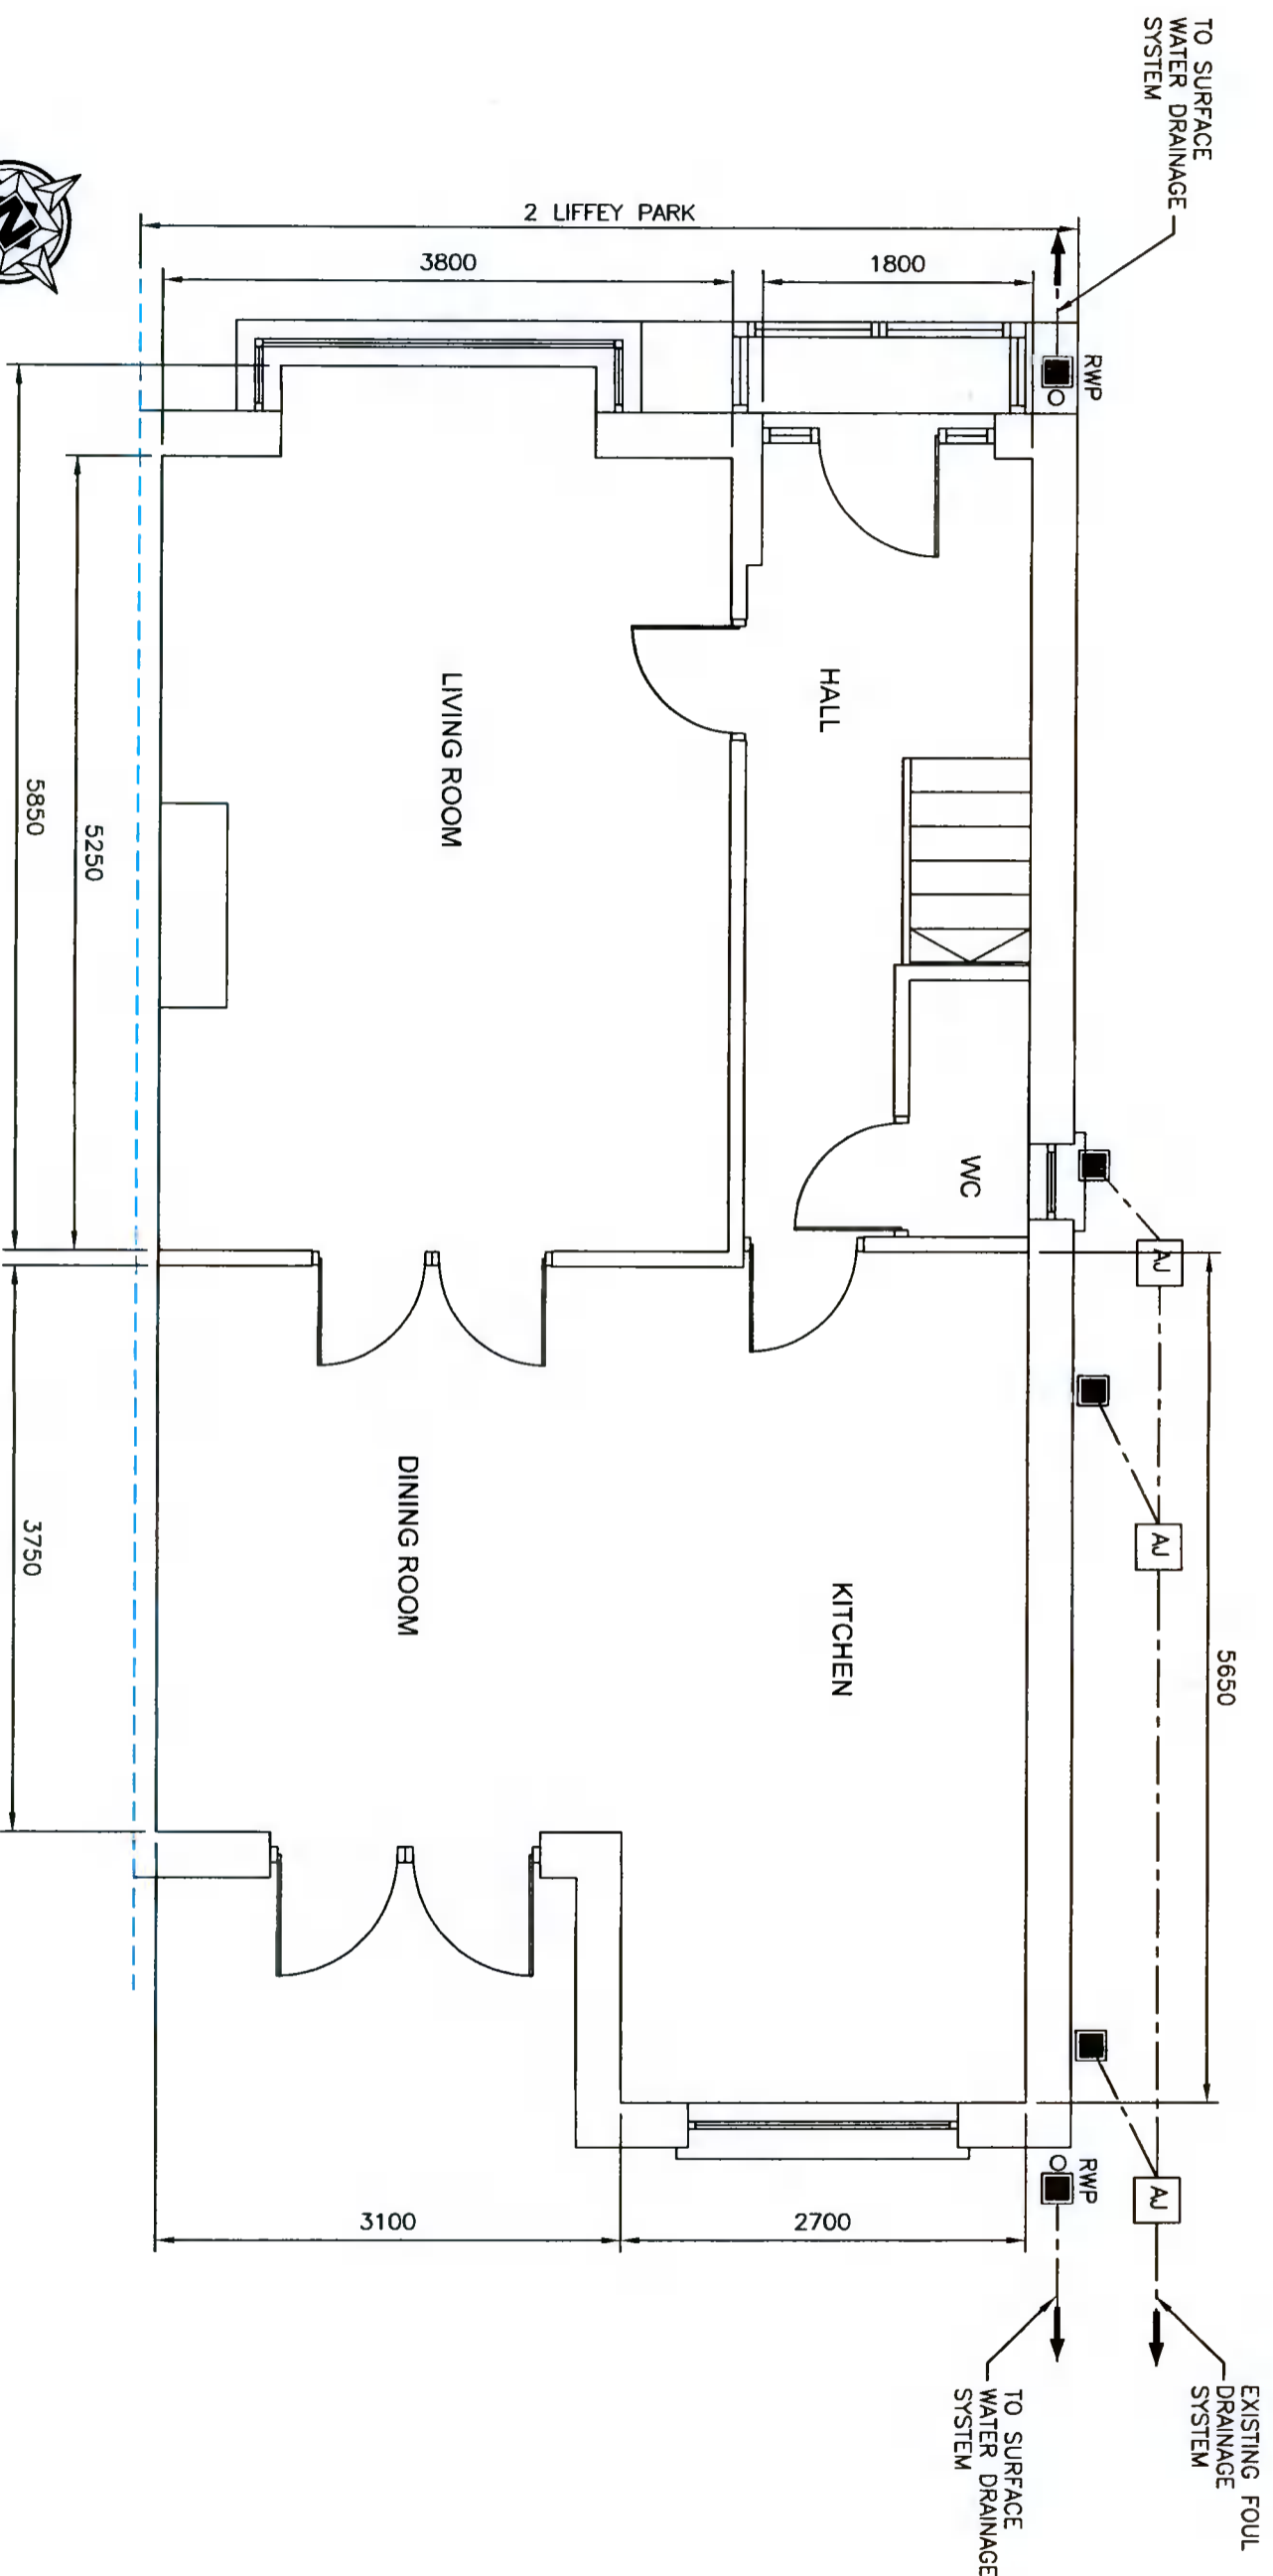 TO SURFACE
WATER DRAINAGE
SYSTEM
2 LIFFEY PARK
3800
1800
RWP
N
HALL
LIVING ROOM
5850
5250
WC
AJ
AJ
5650
3750
DINING ROOM
KITCHEN
3100
2700
RWP
AJ
EXISTING FOUL
DRAINAGE
SYSTEM
TO SURFACE
WATER DRAINAGE
SYSTEM